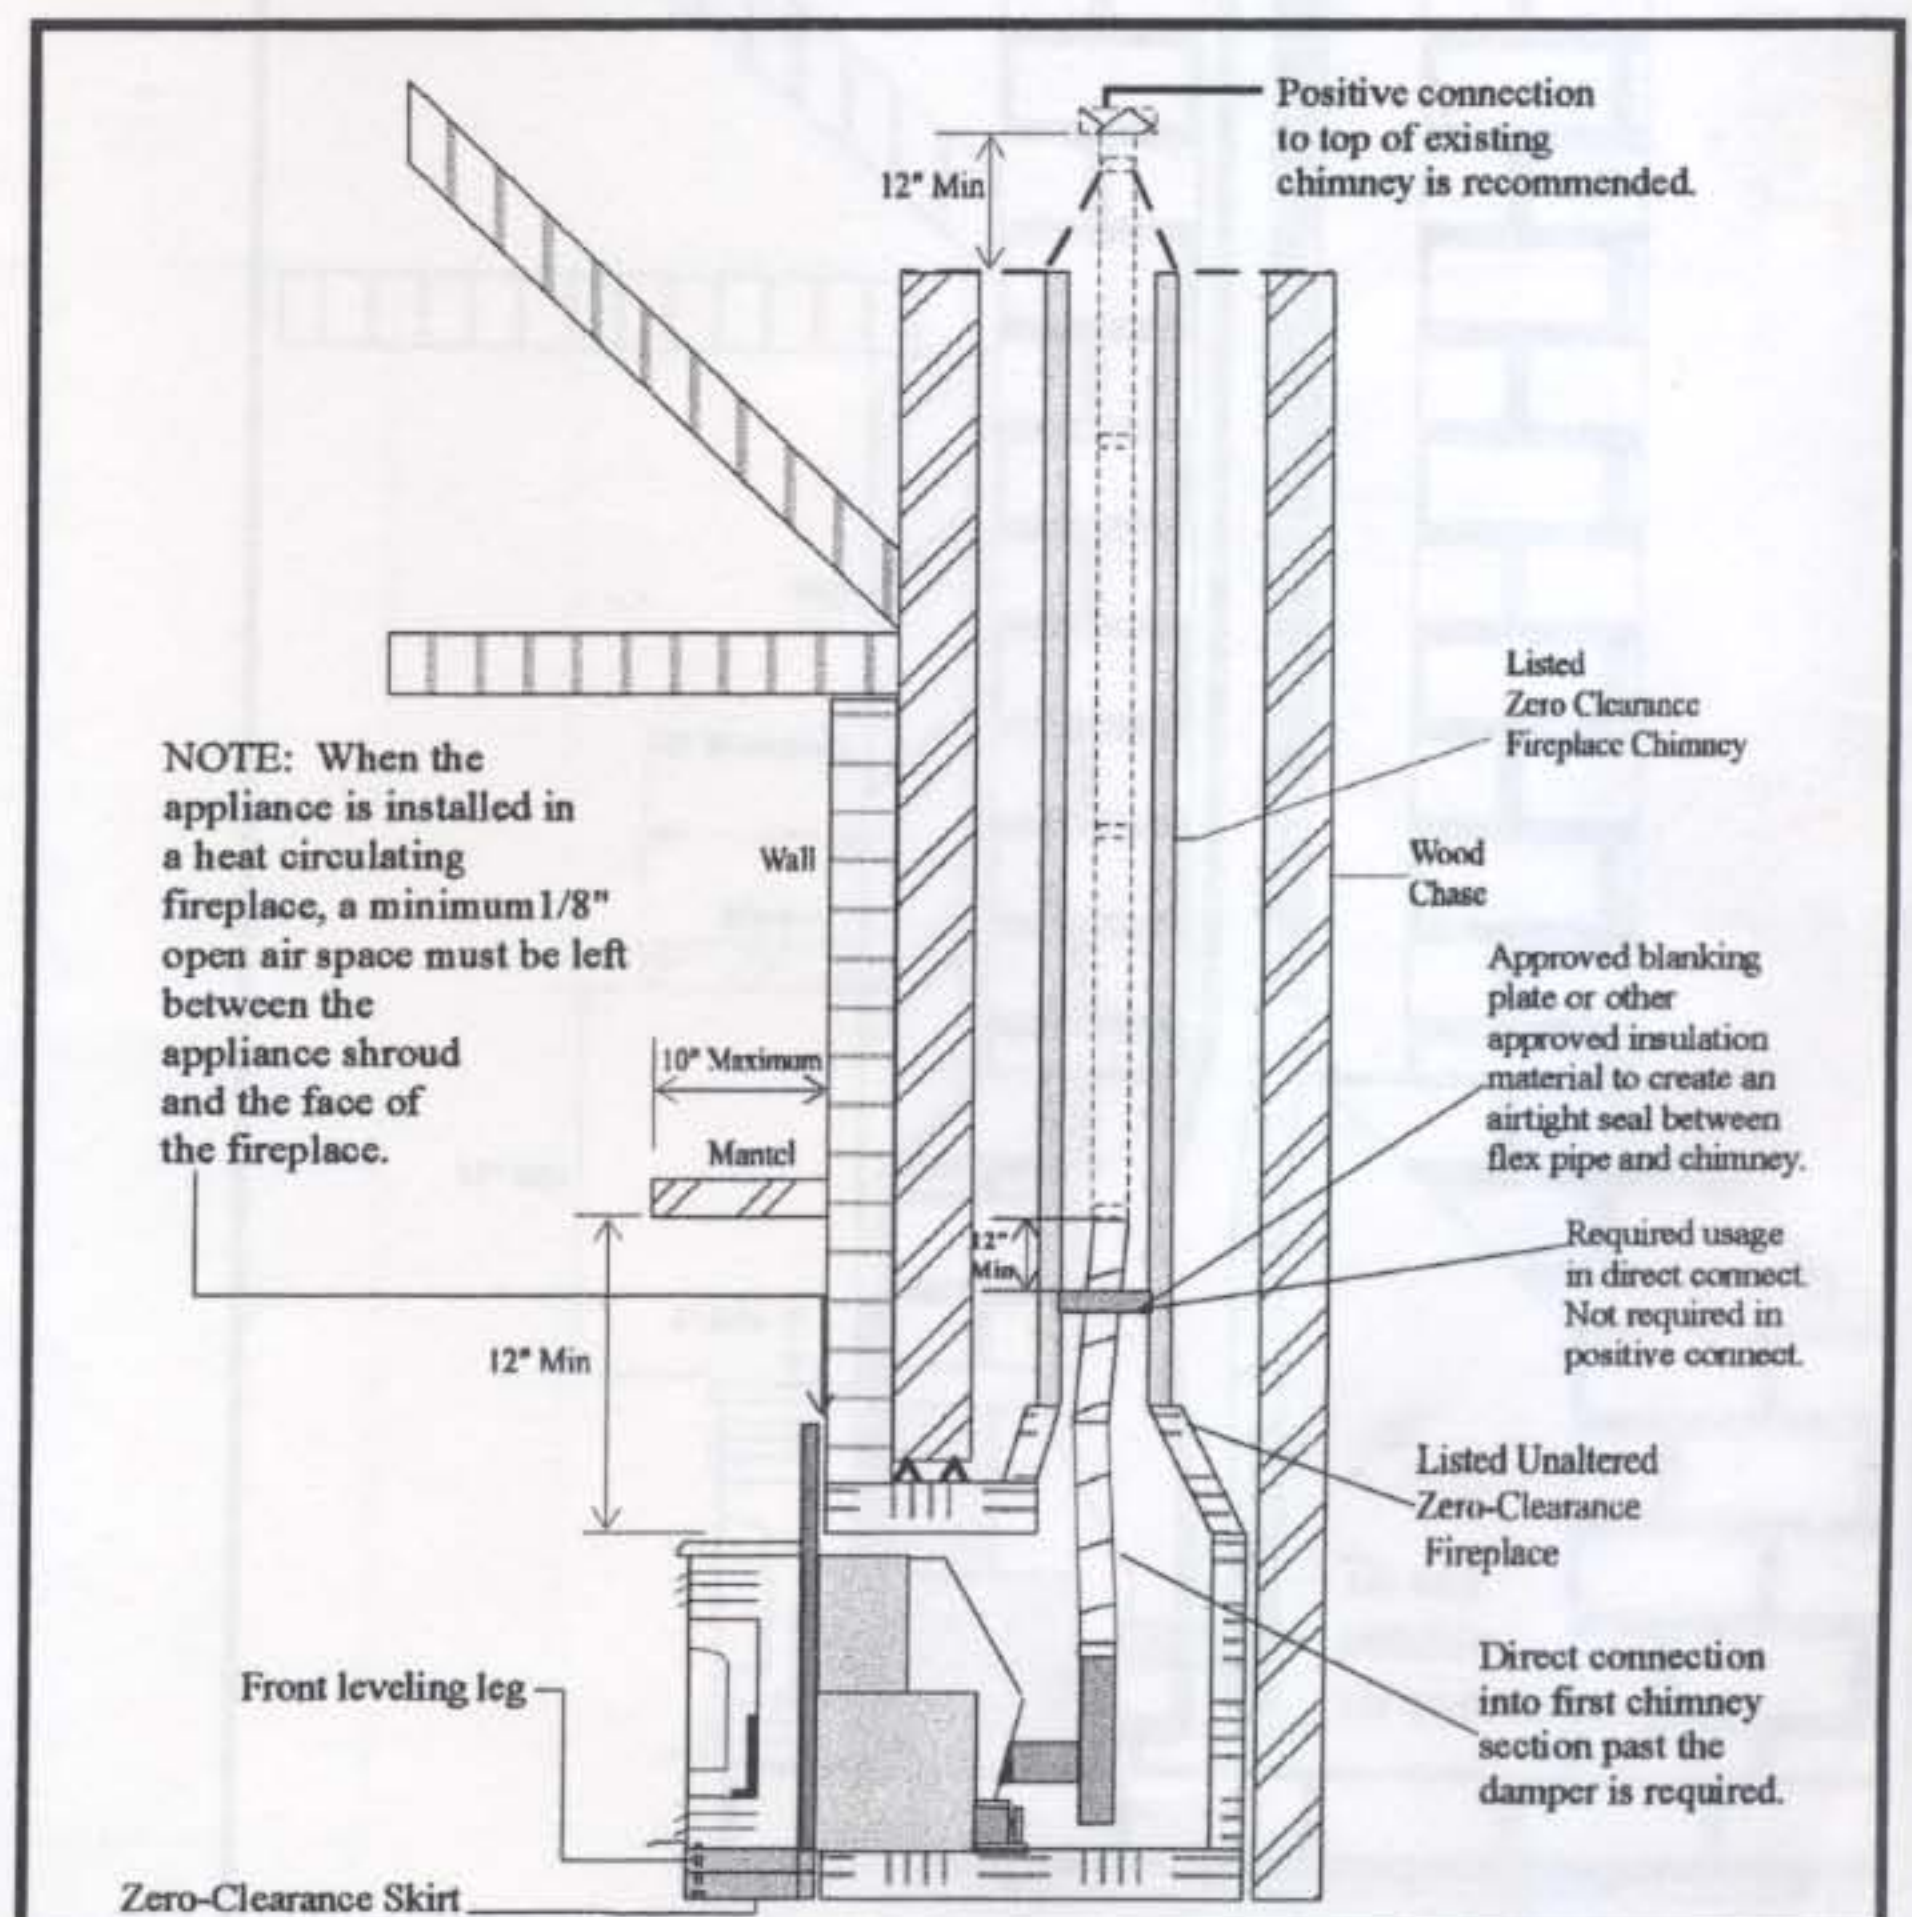 Positive connection
to top of existing
chimney is recommended.
12" Min
Listed
Zero Clearance
Fireplace Chimney
NOTE: When the
appliance is installed in
a heat circulating
fireplace, a minimum1/8"
open air space must be left
between the
appliance shroud
and the face of
the fireplace.
Wall
Wood
Chase
Approved blanking
plate or other
approved insulation
material to create an
airtight seal between
flex pipe and chimney.
10" Maximum
Mantel
12"
Min
Required usage
in direct connect.
Not required in
positive connect.
12" Min
Listed Unaltered
Zero-Clearance
Fireplace
Direct connection
into first chimney
section past the
damper is required.
Front leveling leg
Zero-Clearance Skirt